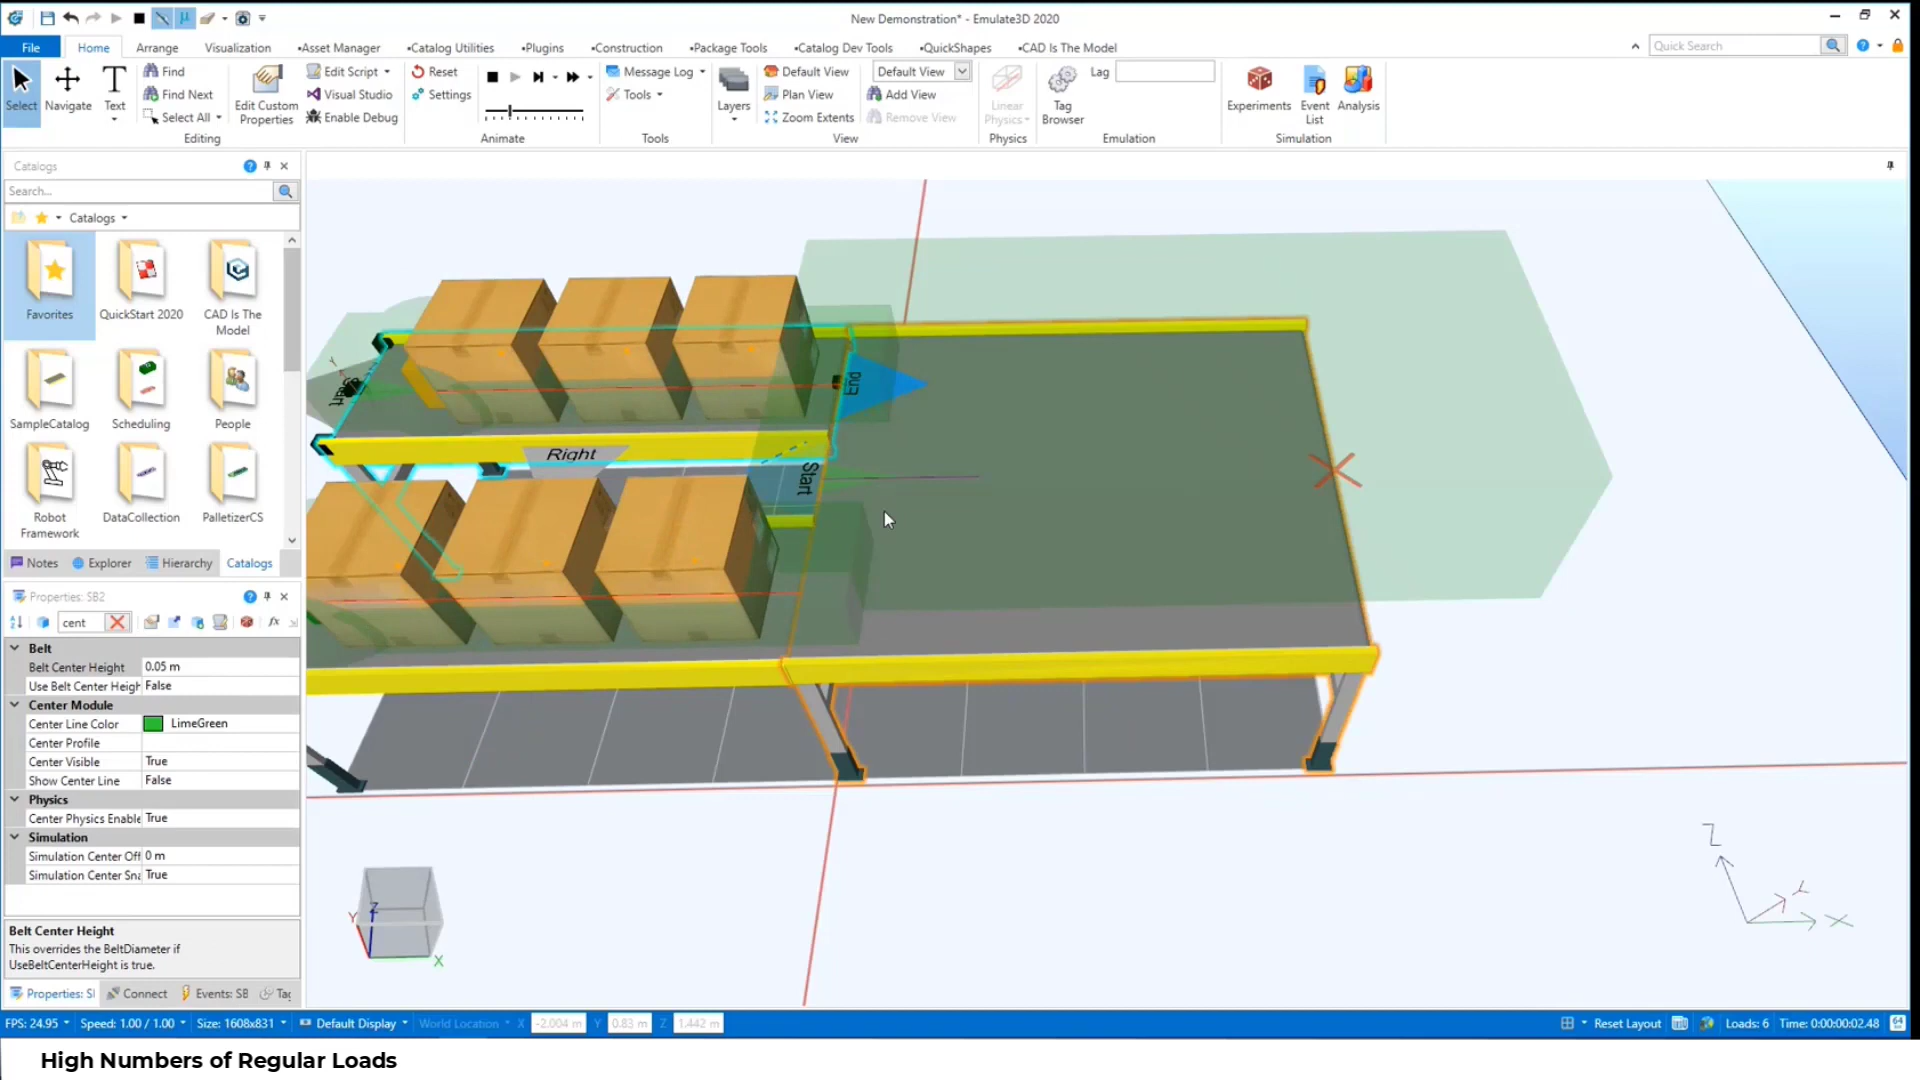 New Demonstration* - Emulate3D 2020
File
Home
Arrange
Visualization
•Asset Manager
•Catalog Utilities
•Plugins
•Construction
•Package Tools
•Catalog Dev Tools
•QuickShapes
•CAD Is The Model
Quick Search
Select
Navigate
Text
Find
Find Next
Select All
Edit Custom Properties
Edit Script
Visual Studio
Enable Debug
Reset
Settings
Message Log
Tools
Layers
Default View
Plan View
Zoom Extents
Default View
Add View
Remove View
Linear Physics
Tag Browser
Lag
Experiments
Event List
Analysis
Editing
Animate
Tools
View
Physics
Emulation
Simulation
Catalogs
Search...
Catalogs
Favorites
QuickStart 2020
CAD Is The Model
SampleCatalog
Scheduling
People
Robot Framework
DataCollection
PalletizerCS
Notes
Explorer
Hierarchy
Catalogs
Properties: SB2
cent
Belt
Belt Center Height 0.05 m
Use Belt Center Heigh False
Center Module
Center Line Color LimeGreen
Center Profile
Center Visible True
Show Center Line False
Physics
Center Physics Enable True
Simulation
Simulation Center Off 0 m
Simulation Center Sna True
Belt Center Height
This overrides the BeltDiameter if
UseBeltCenterHeight is true.
Properties: SI
Connect
Events: SB
Tag
Right
End
Start
Y
Z
X
Z
Y
X
FPS: 24.95
Speed: 1.00 / 1.00
Size: 1608x831
Default Display
World Location
X -2.004 m
Y 0.83 m
Z 1.442 m
Reset Layout
Loads: 6
Time: 0:00:00:02.48
64
High Numbers of Regular Loads